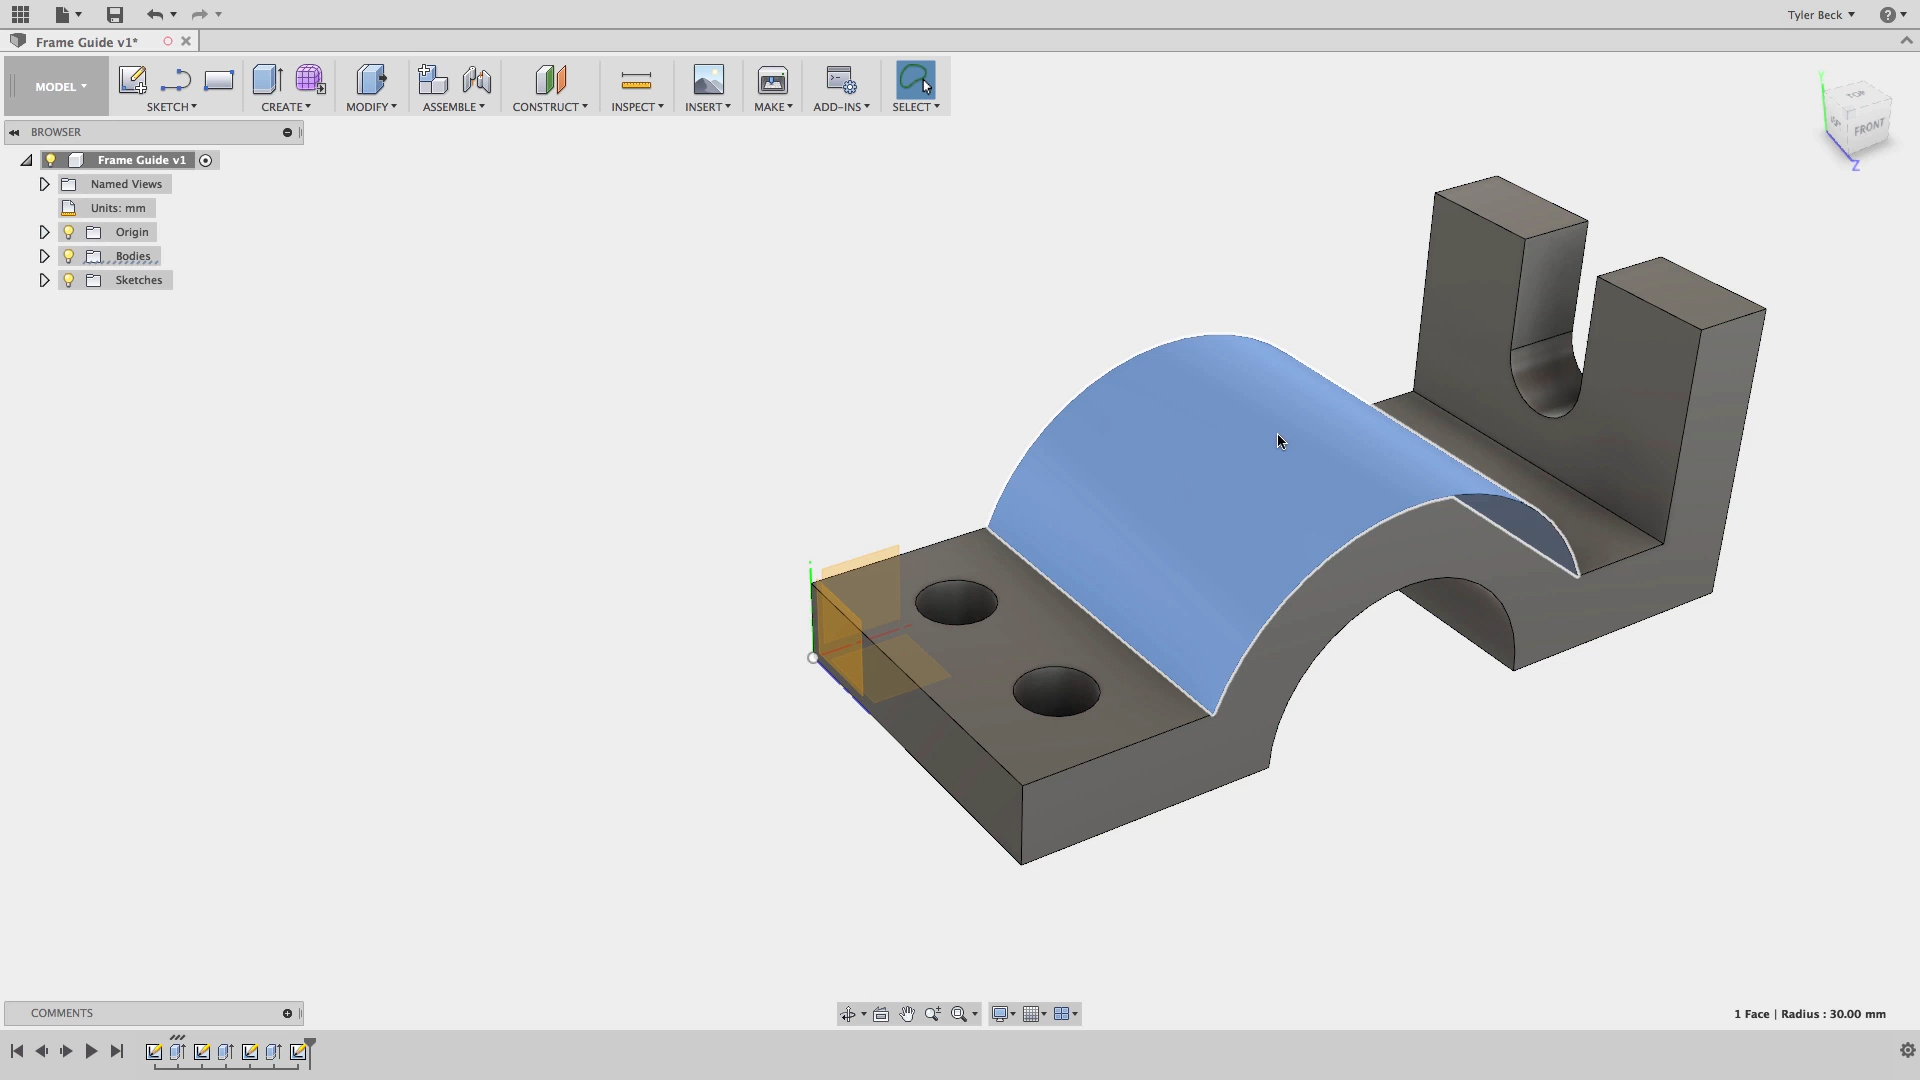 Tyler Beck
?
Frame Guide v1*
MODEL
SKETCH
CREATE
MODIFY
ASSEMBLE
CONSTRUCT
INSPECT
INSERT
MAKE
ADD-INS
SELECT
BROWSER
Frame Guide v1
Named Views
Units: mm
Origin
Bodies
Sketches
Y
TOP
FRONT
Z
COMMENTS
1 Face | Radius : 30.00 mm